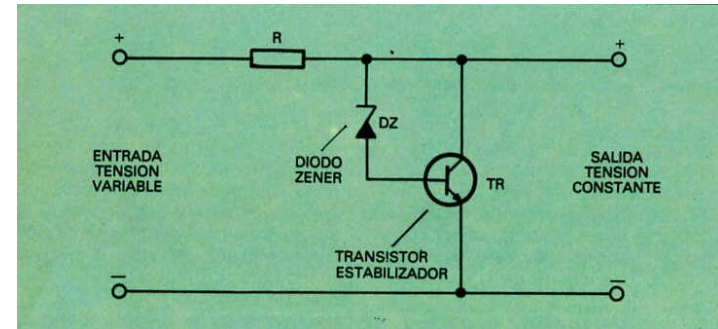 +
R
+
DZ
DIODO
ZENER
ENTRADA
TENSION
VARIABLE
TR
SALIDA
TENSION
CONSTANTE
TRANSISTOR
ESTABILIZADOR
−
−